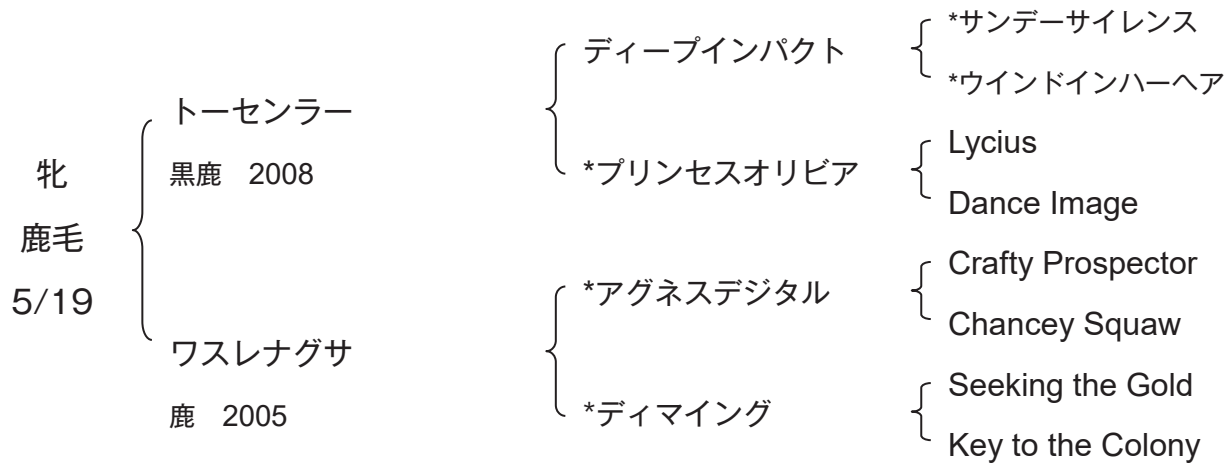 牝
鹿毛
5/19
トーセンラー
黒鹿　2008
ワスレナグサ
鹿　2005
ディープインパクト
*プリンセスオリビア
*アグネスデジタル
*ディマイング
*サンデーサイレンス
*ウインドインハーヘア
Lycius
Dance Image
Crafty Prospector
Chancey Squaw
Seeking the Gold
Key to the Colony